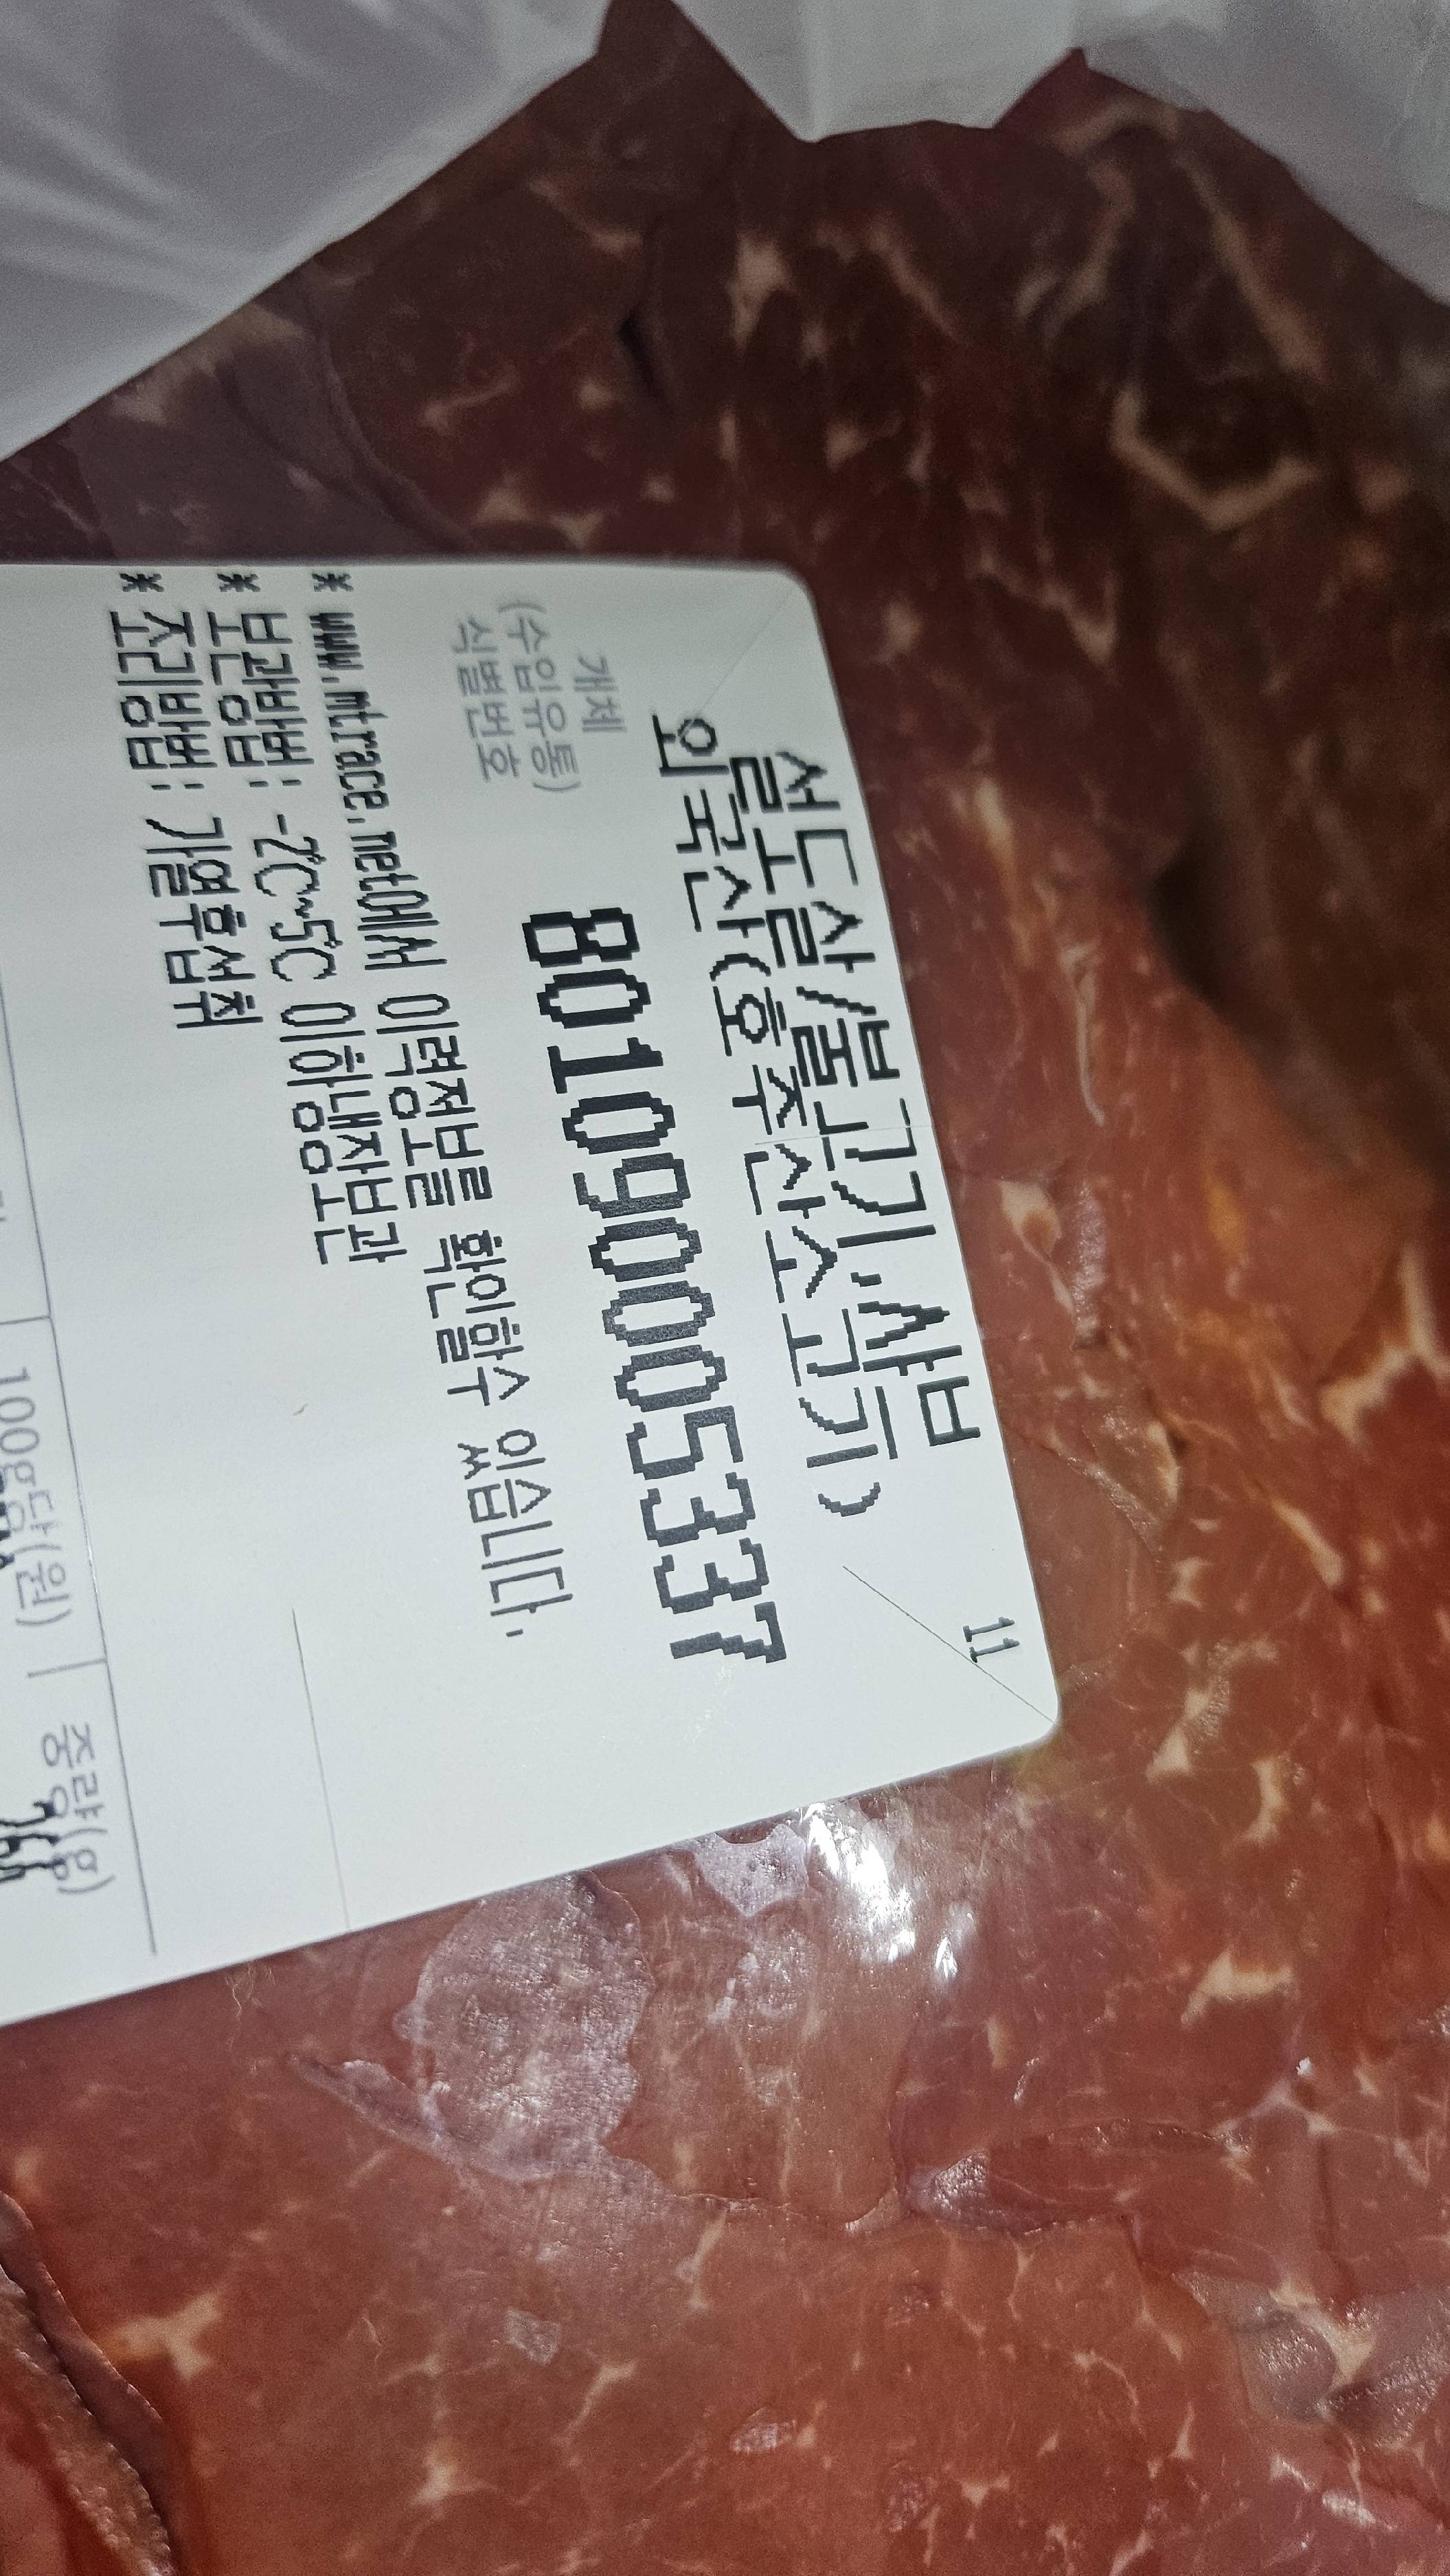 11
설도살/불고기,샤브
외국산(호주산소고기)
개체
(수입유통)
식별번호
801090005337
* www.mtrace.net에서 이력정보를 확인할수 있습니다.
* 보관방법: -2℃~5℃ 이하냉장보관
* 조리방법: 가열후섭취
100g당(원)
중량(g)